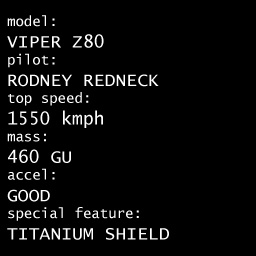 model:
VIPER Z80
pilot:
RODNEY REDNECK
top speed:
1550 kmph
mass:
460 GU
accel:
GOOD
special feature:
TITANIUM SHIELD